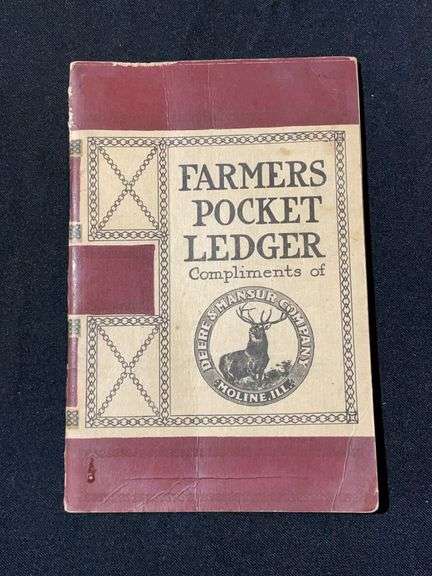 FARMERS
POCKET
LEDGER
Compliments of
DEERE & MANSUR COMPANY
MOLINE, ILL.